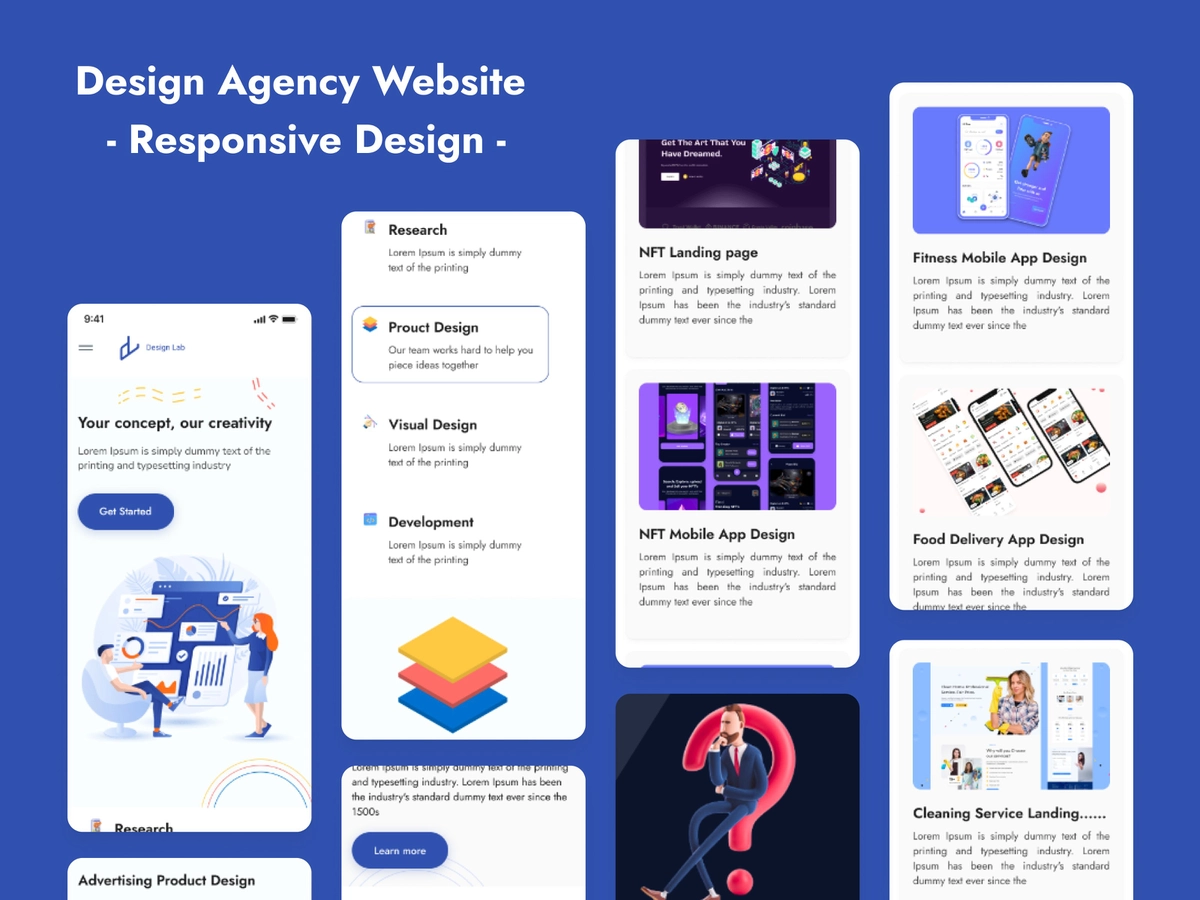 Design Agency Website
- Responsive Design -
9:41
Design Lab
Your concept, our creativity
Lorem Ipsum is simply dummy text of the
printing and typesetting industry
Get Started
Research
Advertising Product Design
Research
Lorem Ipsum is simply dummy
text of the printing
Prouct Design
Our team works hard to help you
piece ideas together
Visual Design
Lorem Ipsum is simply dummy
text of the printing
Development
Lorem Ipsum is simply dummy
text of the printing
Lorem Ipsum is simply dummy text of the printing
and typesetting industry. Lorem Ipsum has been
the industry's standard dummy text ever since the
1500s
Learn more
Get The Art That You
Have Dreamed.
NFT Landing page
Lorem Ipsum is simply dummy text of the
printing and typesetting industry. Lorem
Ipsum has been the industry's standard
dummy text ever since the
NFT Mobile App Design
Lorem Ipsum is simply dummy text of the
printing and typesetting industry. Lorem
Ipsum has been the industry's standard
dummy text ever since the
Fitness Mobile App Design
Lorem Ipsum is simply dummy text of the
printing and typesetting industry. Lorem
Ipsum has been the industry's standard
dummy text ever since the
Food Delivery App Design
Lorem Ipsum is simply dummy text of the
printing and typesetting industry. Lorem
Ipsum has been the industry's standard
dummy text ever since the
Why will you Choose
our services?
Cleaning Service Landing......
Lorem Ipsum is simply dummy text of the
printing and typesetting industry. Lorem
Ipsum has been the industry's standard
dummy text ever since the